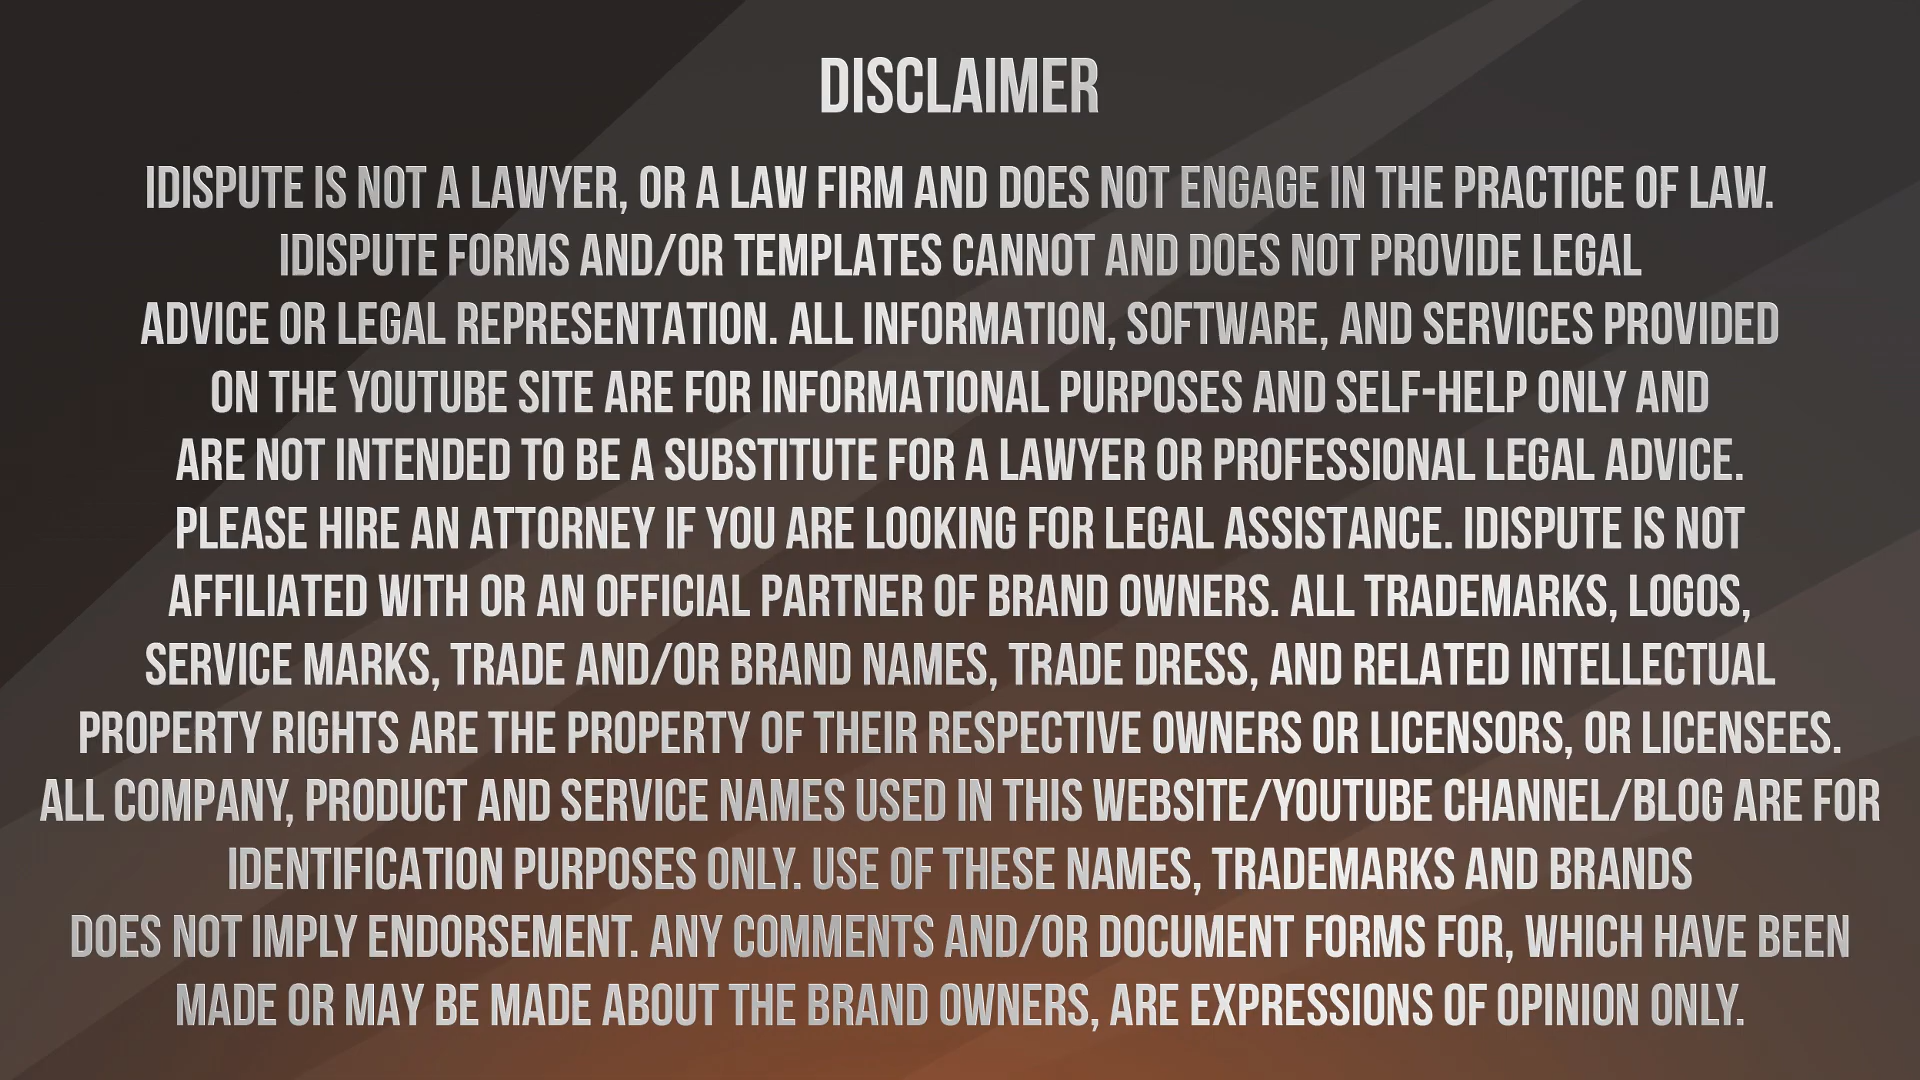 DISCLAIMER
IDISPUTE IS NOT A LAWYER, OR A LAW FIRM AND DOES NOT ENGAGE IN THE PRACTICE OF LAW.
IDISPUTE FORMS AND/OR TEMPLATES CANNOT AND DOES NOT PROVIDE LEGAL
ADVICE OR LEGAL REPRESENTATION. ALL INFORMATION, SOFTWARE, AND SERVICES PROVIDED
ON THE YOUTUBE SITE ARE FOR INFORMATIONAL PURPOSES AND SELF-HELP ONLY AND
ARE NOT INTENDED TO BE A SUBSTITUTE FOR A LAWYER OR PROFESSIONAL LEGAL ADVICE.
PLEASE HIRE AN ATTORNEY IF YOU ARE LOOKING FOR LEGAL ASSISTANCE. IDISPUTE IS NOT
AFFILIATED WITH OR AN OFFICIAL PARTNER OF BRAND OWNERS. ALL TRADEMARKS, LOGOS,
SERVICE MARKS, TRADE AND/OR BRAND NAMES, TRADE DRESS, AND RELATED INTELLECTUAL
PROPERTY RIGHTS ARE THE PROPERTY OF THEIR RESPECTIVE OWNERS OR LICENSORS, OR LICENSEES.
ALL COMPANY, PRODUCT AND SERVICE NAMES USED IN THIS WEBSITE/YOUTUBE CHANNEL/BLOG ARE FOR
IDENTIFICATION PURPOSES ONLY. USE OF THESE NAMES, TRADEMARKS AND BRANDS
DOES NOT IMPLY ENDORSEMENT. ANY COMMENTS AND/OR DOCUMENT FORMS FOR, WHICH HAVE BEEN
MADE OR MAY BE MADE ABOUT THE BRAND OWNERS, ARE EXPRESSIONS OF OPINION ONLY.